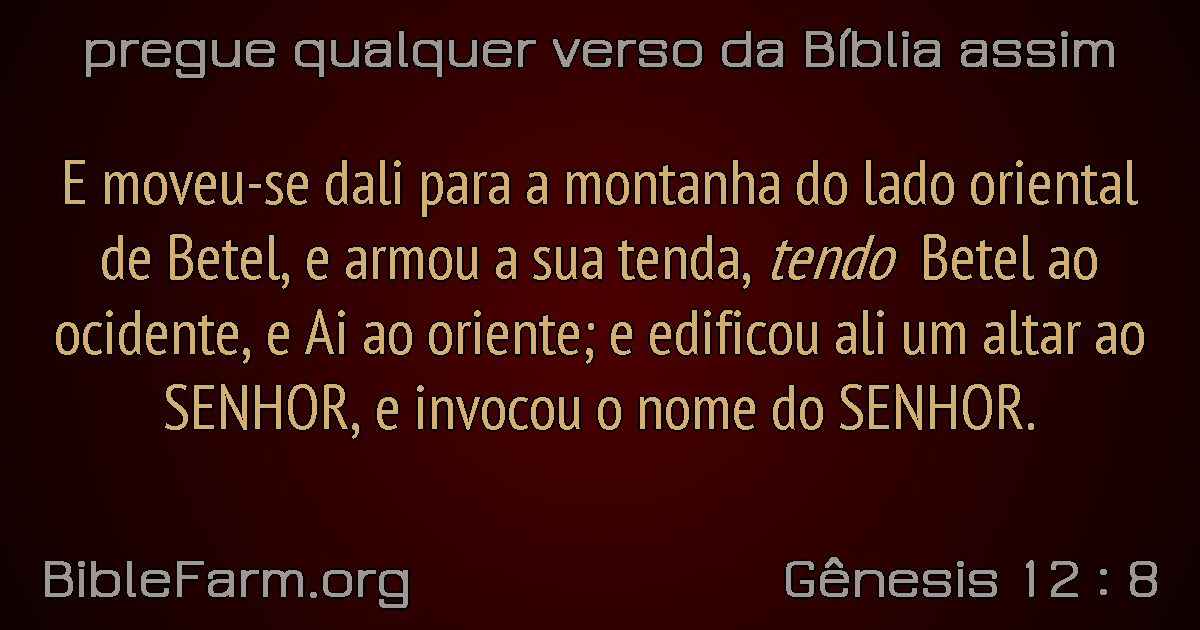 pregue qualquer verso da Bíblia assim
E moveu-se dali para a montanha do lado oriental
de Betel, e armou a sua tenda, tendo Betel ao
ocidente, e Ai ao oriente; e edificou ali um altar ao
SENHOR, e invocou o nome do SENHOR.
BibleFarm.org
Gênesis 12 : 8